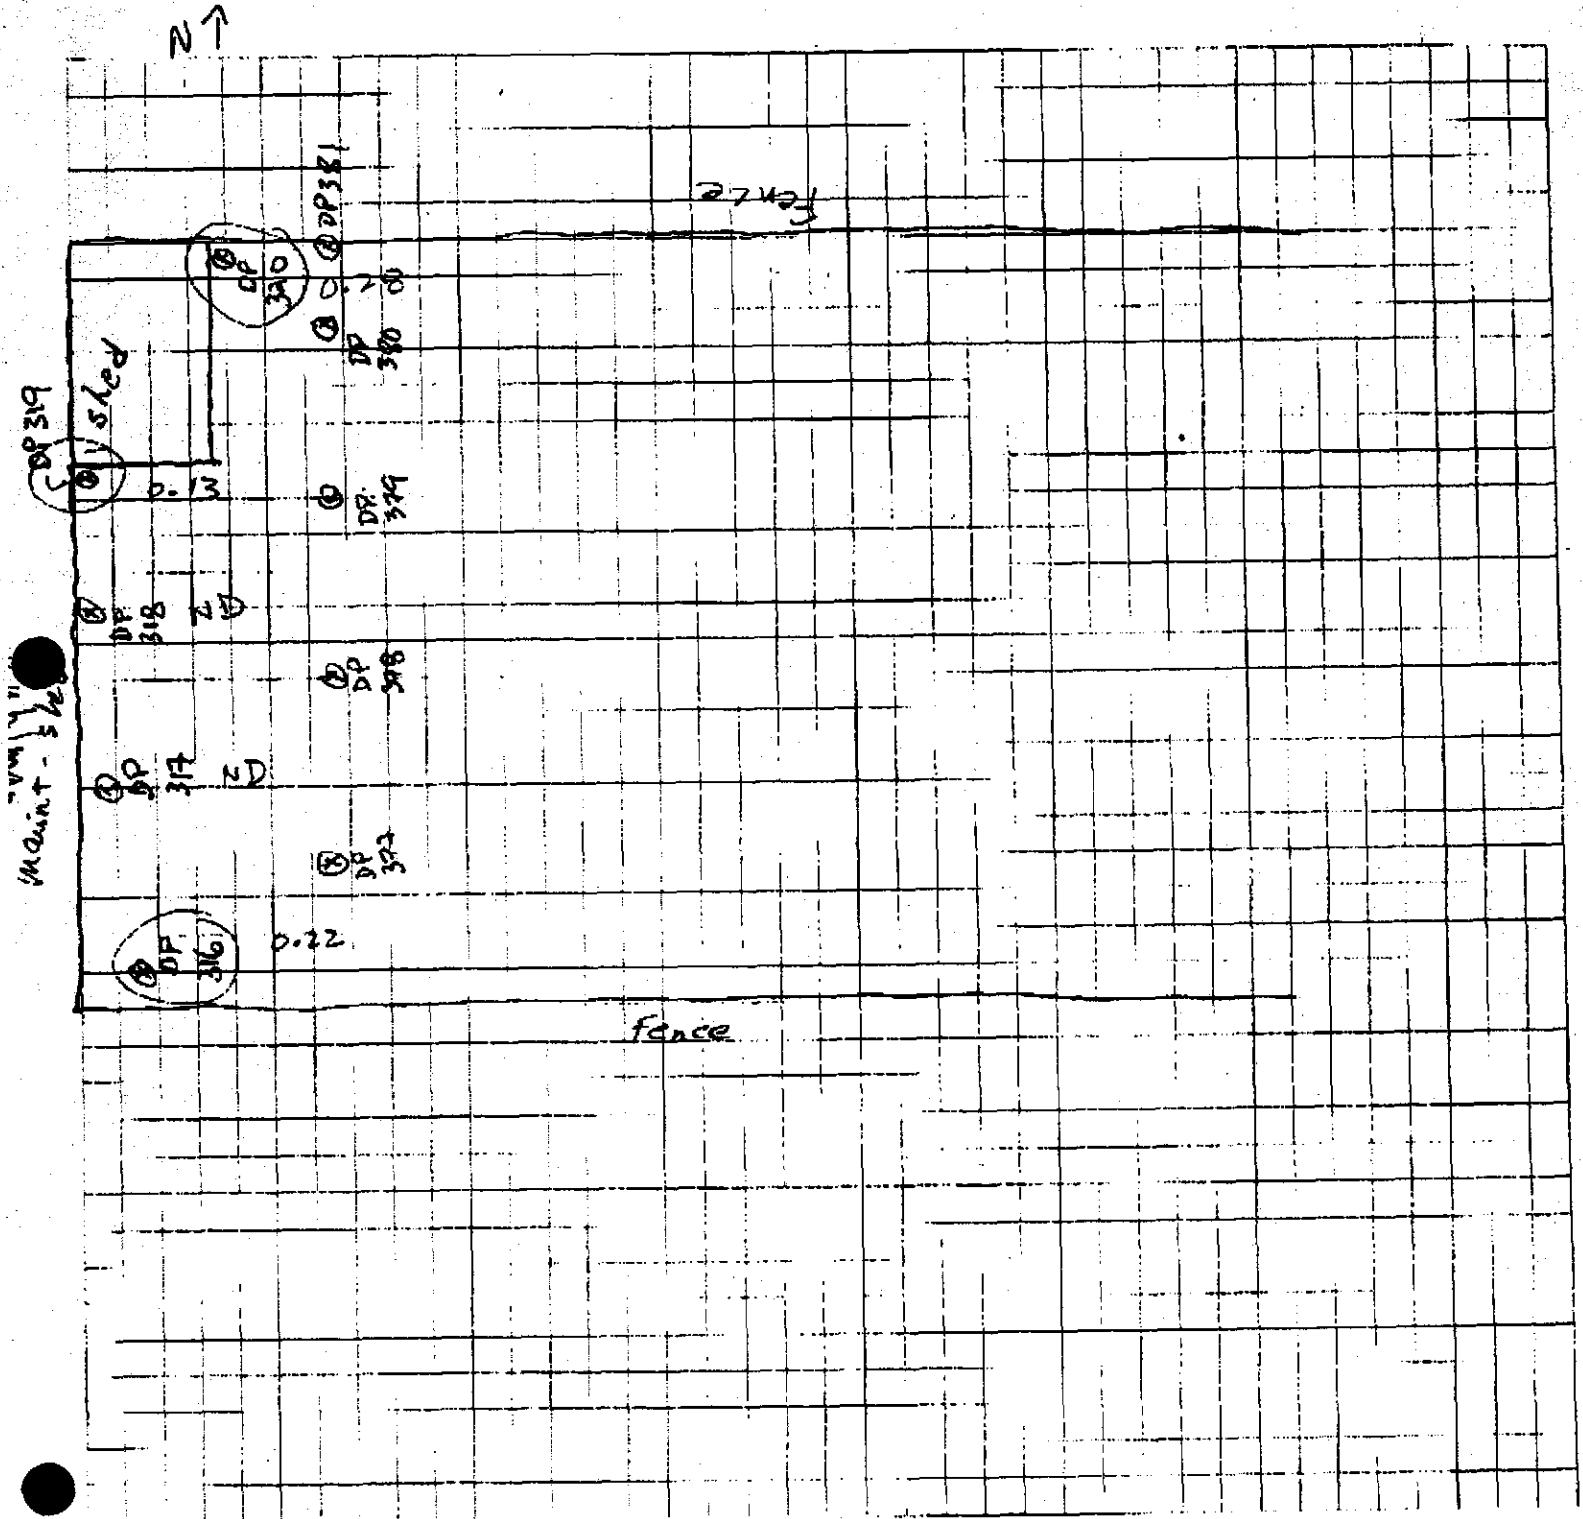 N ↑
Fence
DP381
DP
320
0.20
DP
380
shed
DP319
0.13
DP
379
DP
318
ND
DP
378
maint - shed
DP
317
ND
DP
377
DP
316
0.22
fence